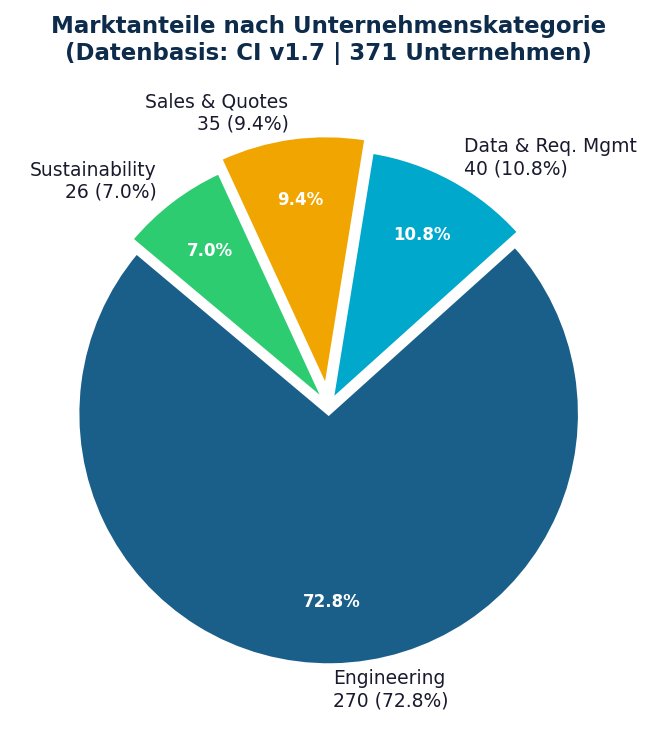 Marktanteile nach Unternehmenskategorie
(Datenbasis: CI v1.7 | 371 Unternehmen)
Sales & Quotes
35 (9.4%)
Data & Req. Mgmt
40 (10.8%)
Sustainability
26 (7.0%)
9.4%
10.8%
7.0%
72.8%
Engineering
270 (72.8%)